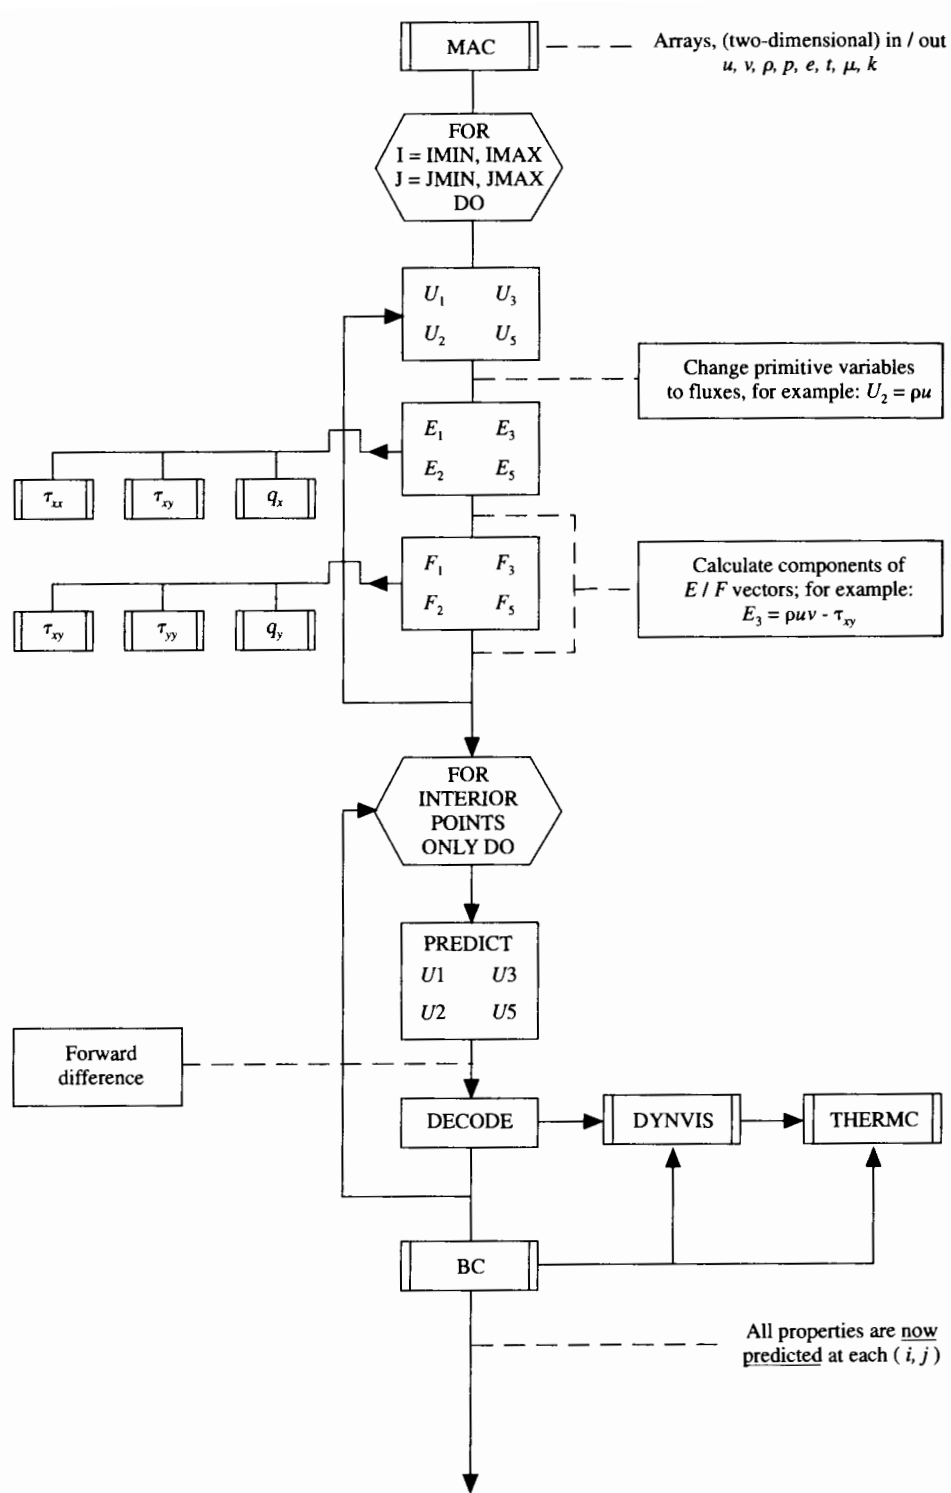 MAC
Arrays, (two-dimensional) in / out
u, v, ρ, p, e, t, μ, k
FOR
I = IMIN, IMAX
J = JMIN, JMAX
DO
U₁ U₃
U₂ U₅
Change primitive variables
to fluxes, for example: U₂ = ρu
E₁ E₃
E₂ E₅
τₓₓ τₓy qₓ
F₁ F₃
F₂ F₅
Calculate components of
E / F vectors; for example:
E₃ = ρuv - τₓy
τₓy τyy qy
FOR
INTERIOR
POINTS
ONLY DO
PREDICT
U1 U3
U2 U5
Forward
difference
DECODE
DYNVIS
THERMC
BC
All properties are now
predicted at each ( i, j )